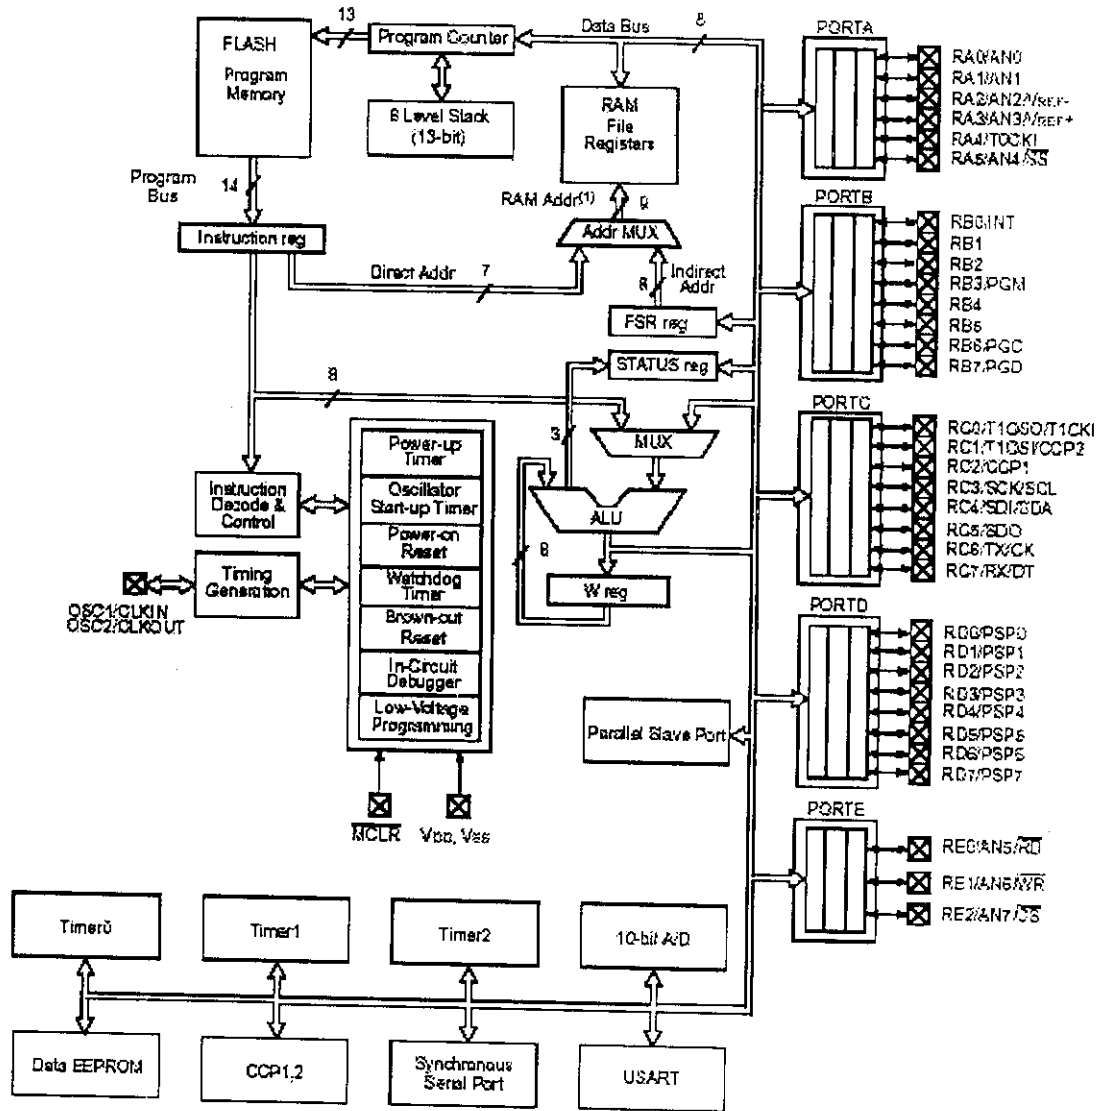 FLASH
Program
Memory
13
Program Counter
8 Level Stack
(13-bit)
Data Bus
8
RAM
File
Registers
Program
Bus
14
Instruction reg
RAM Addr(1)
9
Addr MUX
Direct Addr
7
Indirect
Addr
8
FSR reg
STATUS reg
8
3
MUX
ALU
8
W reg
Power-up
Timer
Oscillator
Start-up Timer
Power-on
Reset
Watchdog
Timer
Brown-out
Reset
In-Circuit
Debugger
Low-Voltage
Programming
Instruction
Decode &
Control
Timing
Generation
OSC1/CLKIN
OSC2/CLKOUT
MCLR
VDD, VSS
Parallel Slave Port
PORTA
RA0/AN0
RA1/AN1
RA2/AN2/VREF-
RA3/AN3/VREF+
RA4/T0CKI
RA5/AN4/SS
PORTB
RB0/INT
RB1
RB2
RB3/PGM
RB4
RB5
RB6/PGC
RB7/PGD
PORTC
RC0/T1OSO/T1CKI
RC1/T1OSI/CCP2
RC2/CCP1
RC3/SCK/SCL
RC4/SDI/SDA
RC5/SDO
RC6/TX/CK
RC7/RX/DT
PORTD
RD0/PSP0
RD1/PSP1
RD2/PSP2
RD3/PSP3
RD4/PSP4
RD5/PSP5
RD6/PSP6
RD7/PSP7
PORTE
RE0/AN5/RD
RE1/AN6/WR
RE2/AN7/CS
Timer0
Timer1
Timer2
10-bit A/D
Data EEPROM
CCP1,2
Synchronous
Serial Port
USART